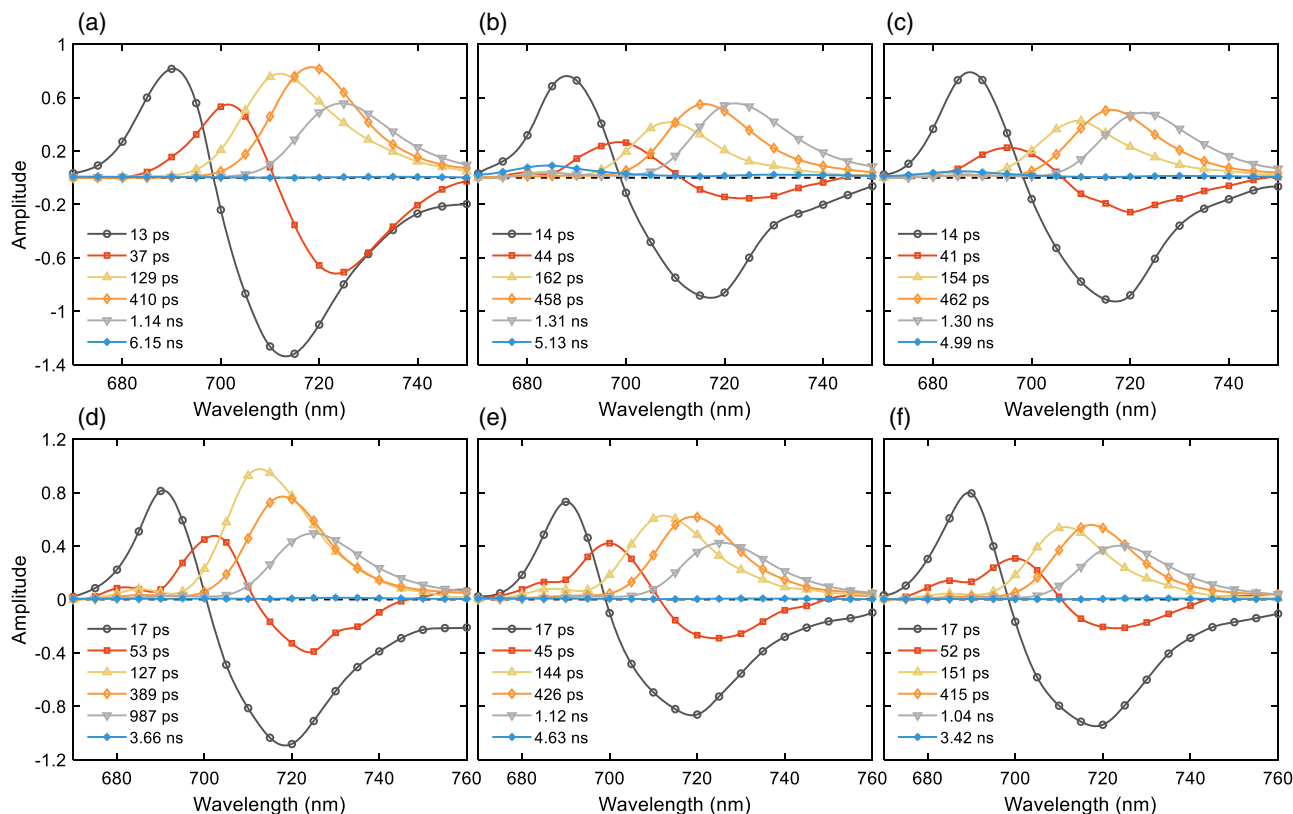 (a) (b) (c)
1 0.6 0.2 -0.2 -0.6 -1 -1.4
Amplitude
13 ps
37 ps
129 ps
410 ps
1.14 ns
6.15 ns
14 ps
44 ps
162 ps
458 ps
1.31 ns
5.13 ns
14 ps
41 ps
154 ps
462 ps
1.30 ns
4.99 ns
680 700 720 740 680 700 720 740 680 700 720 740
Wavelength (nm) Wavelength (nm) Wavelength (nm)
(d) (e) (f)
1.2 0.8 0.4 0 -0.4 -0.8 -1.2
Amplitude
17 ps
53 ps
127 ps
389 ps
987 ps
3.66 ns
17 ps
45 ps
144 ps
426 ps
1.12 ns
4.63 ns
17 ps
52 ps
151 ps
415 ps
1.04 ns
3.42 ns
680 700 720 740 760 680 700 720 740 760 680 700 720 740 760
Wavelength (nm) Wavelength (nm) Wavelength (nm)